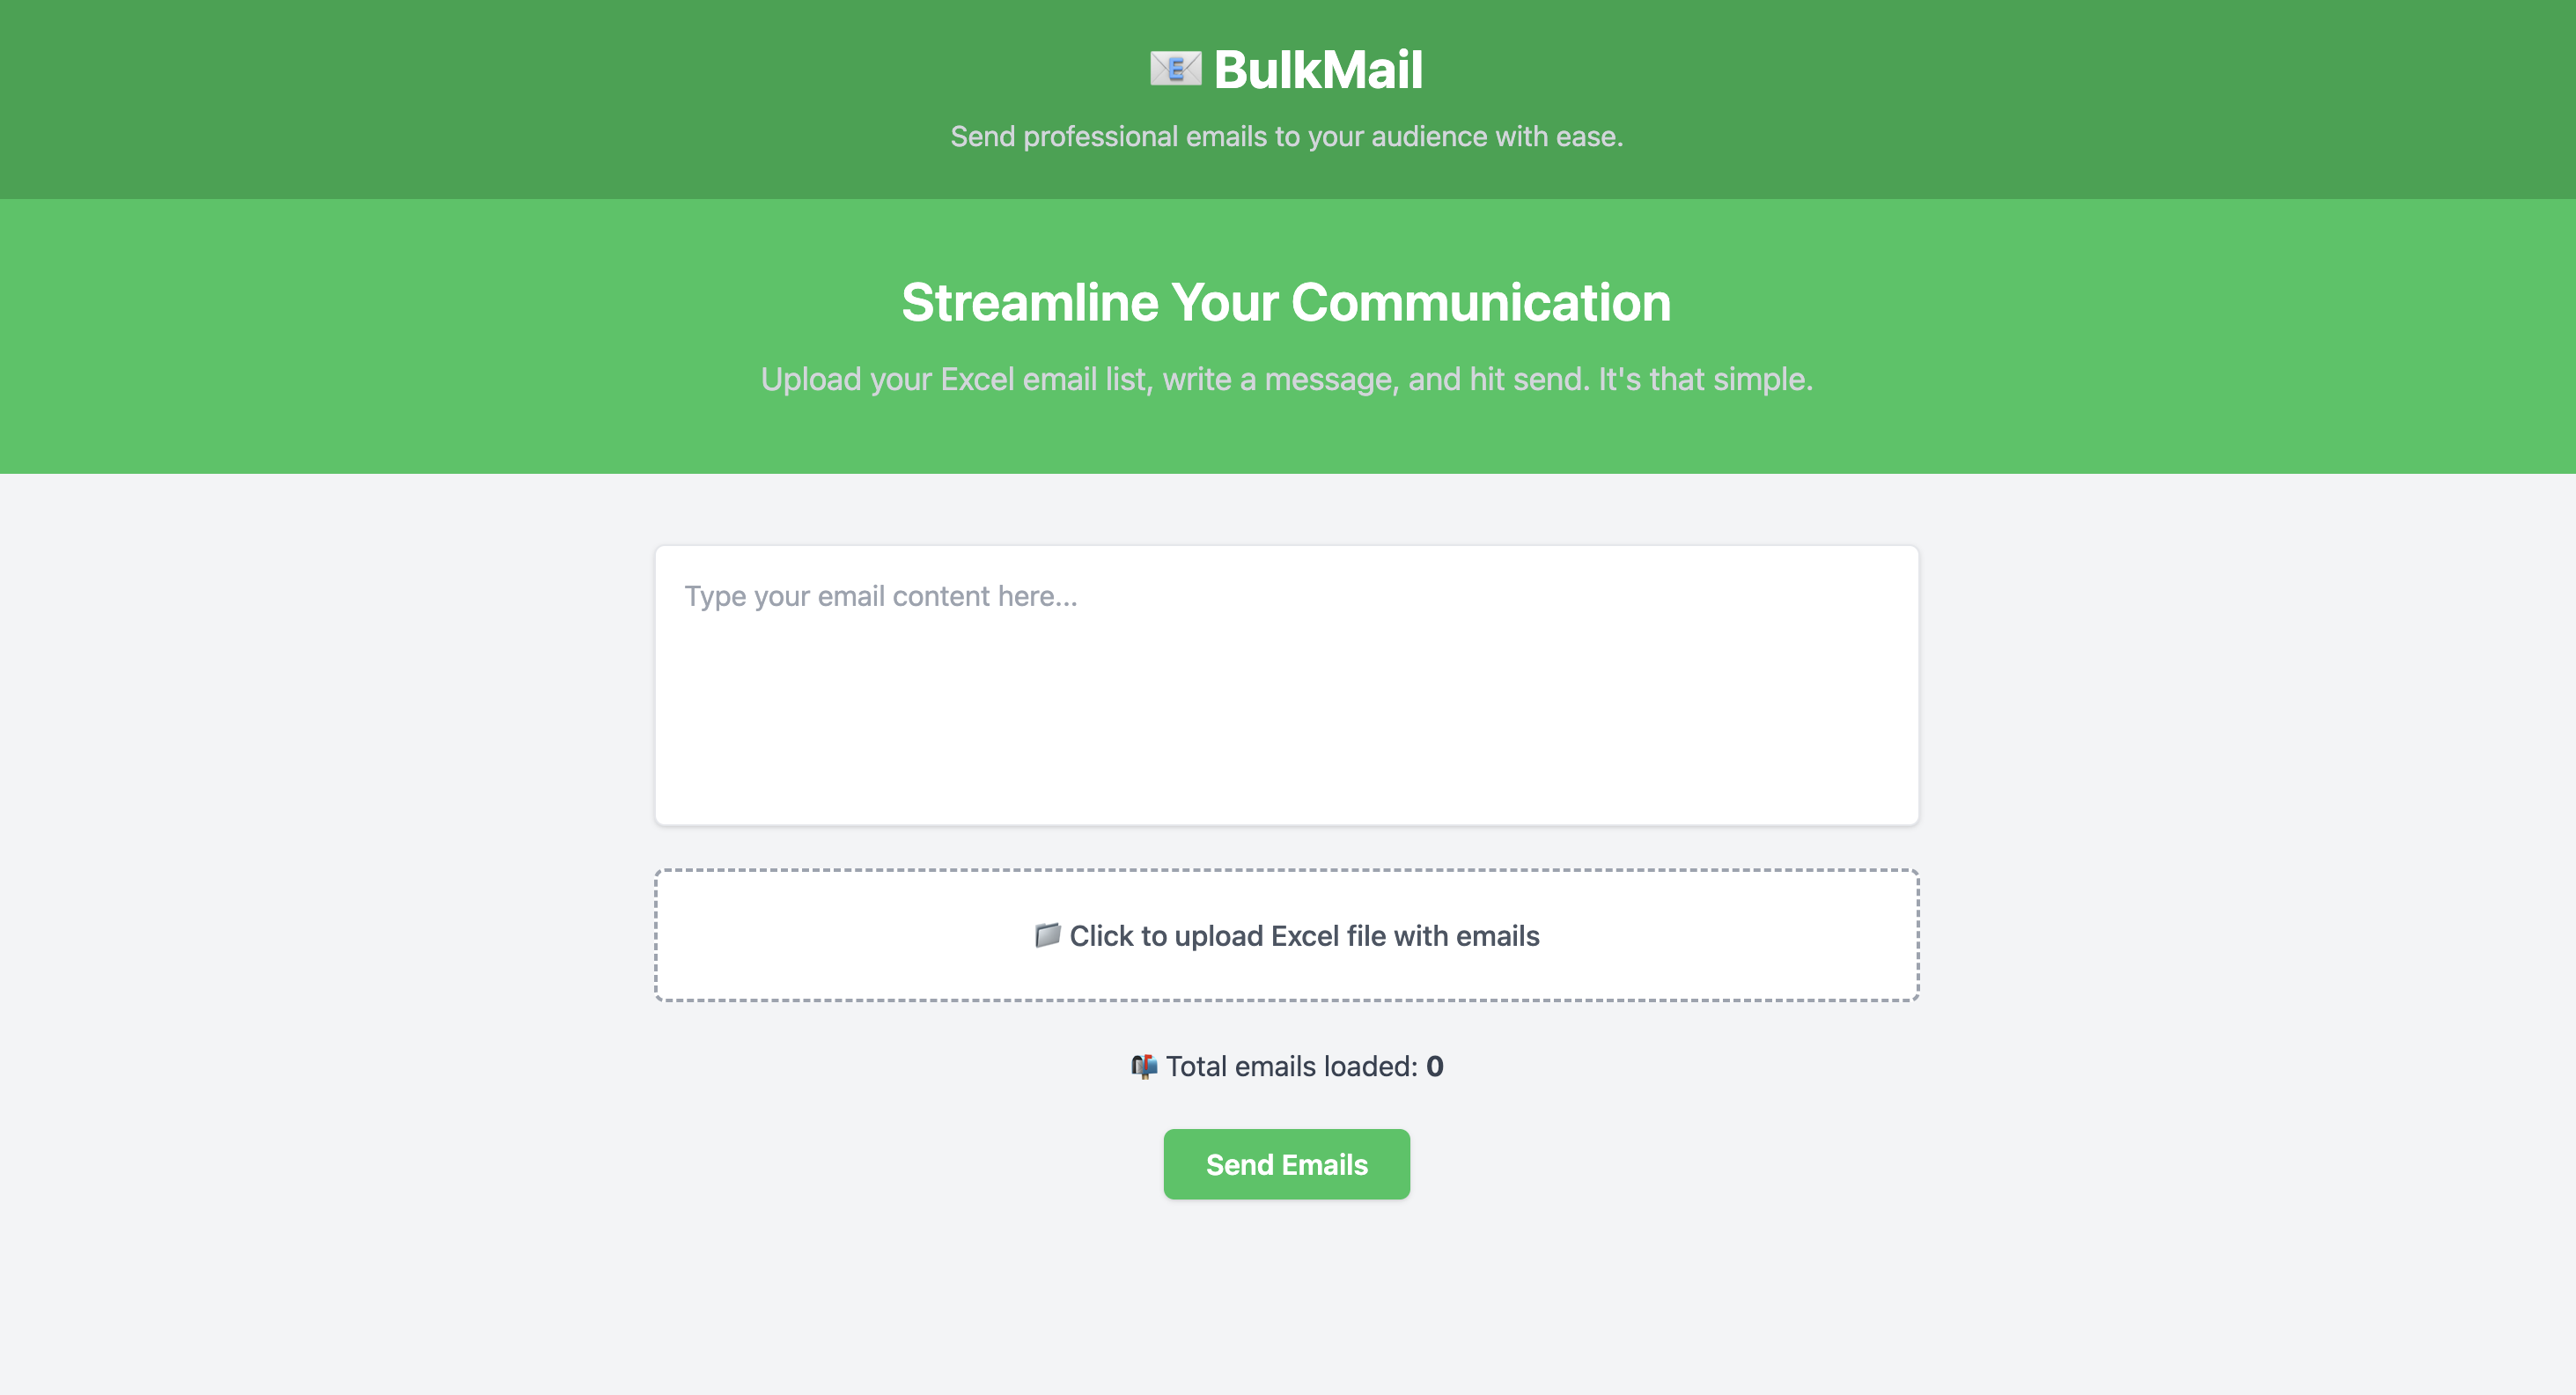 📧 BulkMail
Send professional emails to your audience with ease.
Streamline Your Communication
Upload your Excel email list, write a message, and hit send. It's that simple.
Type your email content here...
📁 Click to upload Excel file with emails
📬 Total emails loaded: 0
Send Emails